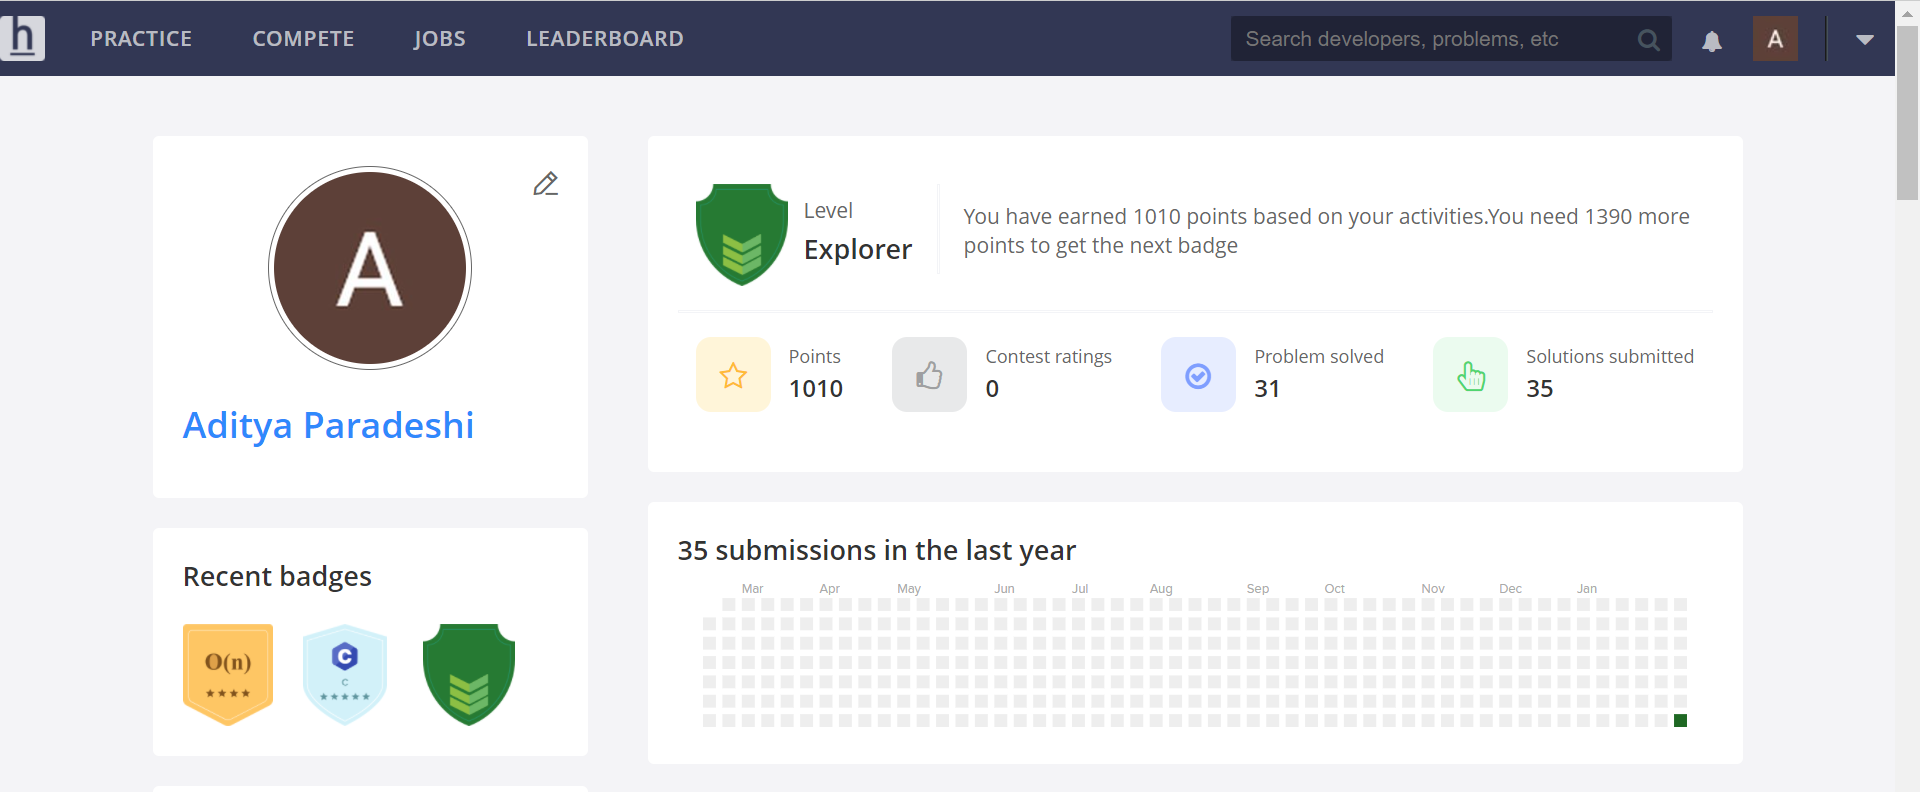 h
PRACTICE COMPETE JOBS LEADERBOARD
Search developers, problems, etc
A
A
Aditya Paradeshi
Level
Explorer
You have earned 1010 points based on your activities.You need 1390 more
points to get the next badge
Points
1010
Contest ratings
0
Problem solved
31
Solutions submitted
35
Recent badges
O(n)
C
C
35 submissions in the last year
Mar Apr May Jun Jul Aug Sep Oct Nov Dec Jan